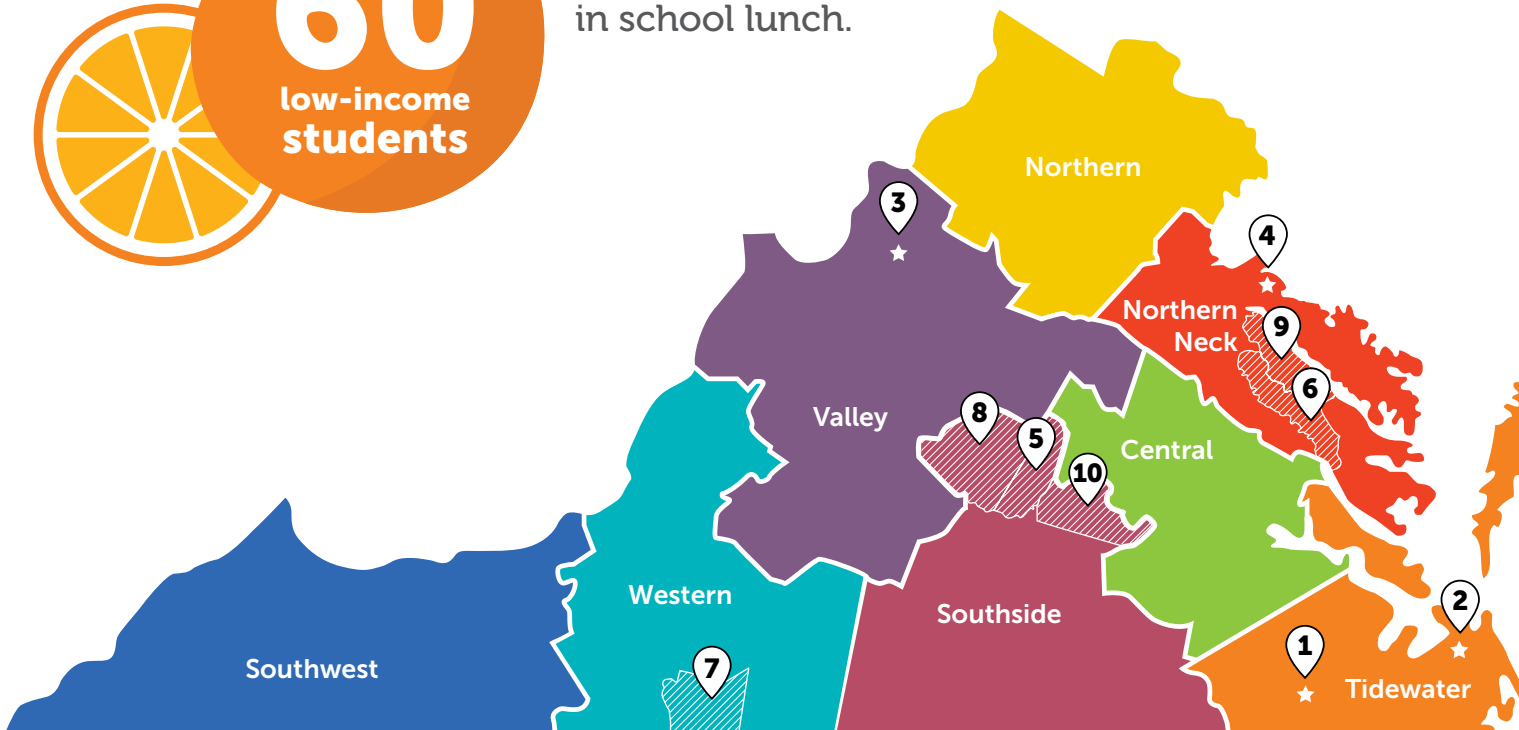 60
in school lunch.
low-income
students
Northern
3
4
Northern
Neck
9
6
Valley
8
5
Central
10
Western
Southside
2
1
7
Southwest
Tidewater